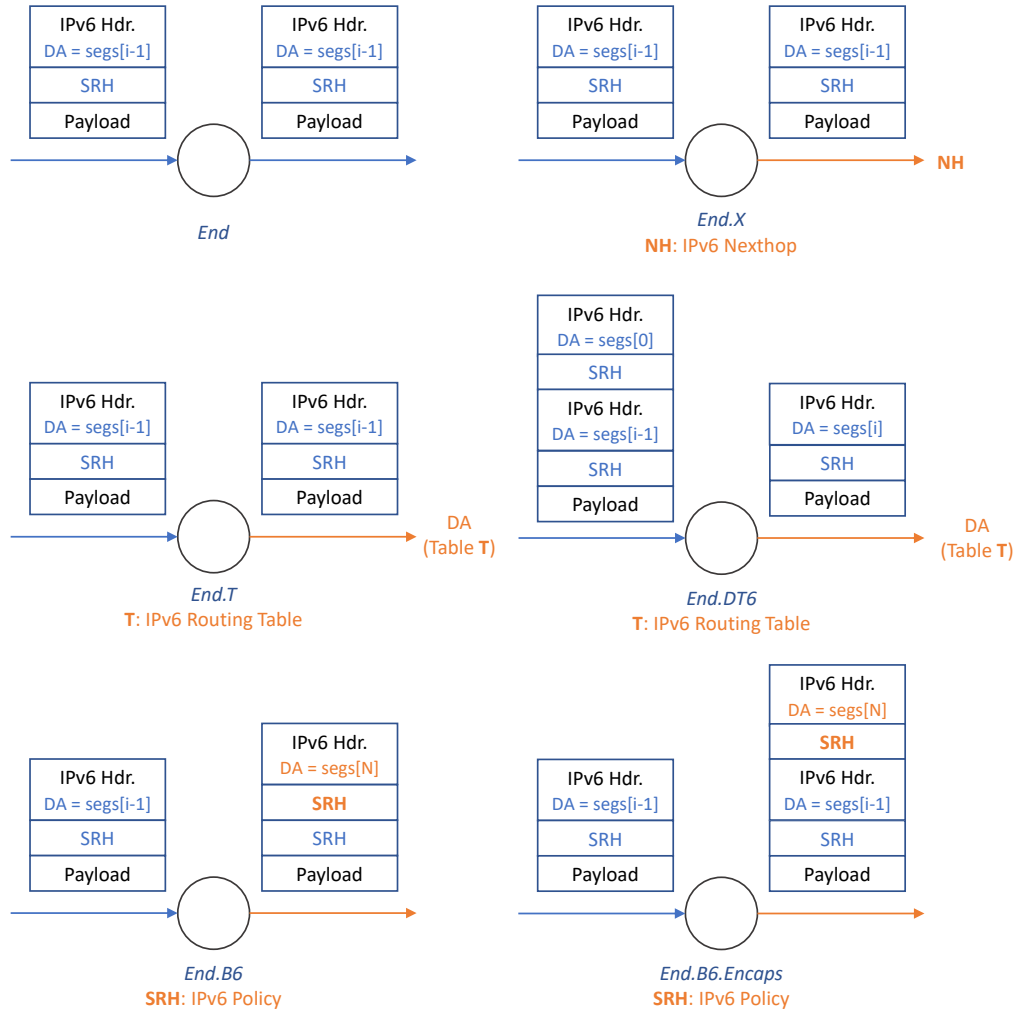 IPv6 Hdr.
DA = segs[i-1]
SRH
Payload
IPv6 Hdr.
DA = segs[i-1]
SRH
Payload
End
IPv6 Hdr.
DA = segs[i-1]
SRH
Payload
IPv6 Hdr.
DA = segs[i-1]
SRH
Payload
NH
End.X
NH: IPv6 Nexthop
IPv6 Hdr.
DA = segs[i-1]
SRH
Payload
IPv6 Hdr.
DA = segs[i-1]
SRH
Payload
DA
(Table T)
End.T
T: IPv6 Routing Table
IPv6 Hdr.
DA = segs[0]
SRH
IPv6 Hdr.
DA = segs[i-1]
SRH
Payload
IPv6 Hdr.
DA = segs[i]
SRH
Payload
DA
(Table T)
End.DT6
T: IPv6 Routing Table
IPv6 Hdr.
DA = segs[i-1]
SRH
Payload
IPv6 Hdr.
DA = segs[N]
SRH
SRH
Payload
End.B6
SRH: IPv6 Policy
IPv6 Hdr.
DA = segs[i-1]
SRH
Payload
IPv6 Hdr.
DA = segs[N]
SRH
IPv6 Hdr.
DA = segs[i-1]
SRH
Payload
End.B6.Encaps
SRH: IPv6 Policy